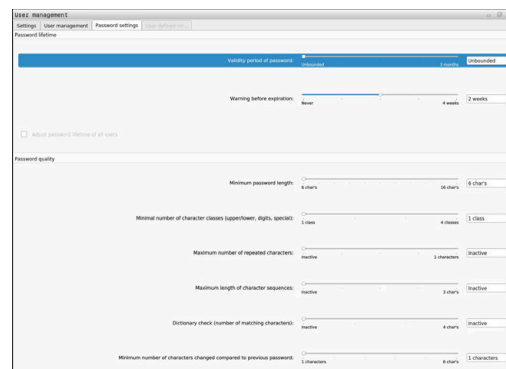 User management
Settings User management Password settings
Password lifetime
Validity period of password: Unbounded
Unbounded 3 months
Warning before expiration: 2 weeks
Never 4 weeks
Adjust password lifetime of all users
Password quality
Minimum password length: 6 char's
6 char's 16 char's
Minimal number of character classes (upper/lower, digits, special): 1 class
1 class 4 classes
Maximum number of repeated characters: Inactive
Inactive 1 characters
Maximum length of character sequences: Inactive
Inactive 3 char's
Dictionary check (number of matching characters): Inactive
Inactive 4 char's
Minimum number of characters changed compared to previous password: 1 characters
1 characters 6 char's